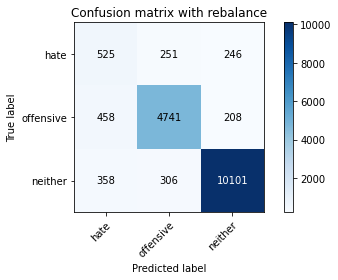 Confusion matrix with rebalance
True label
hate
525 251 246
offensive
458 4741 208
neither
358 306 10101
hate
offensive
neither
Predicted label
10000
8000
6000
4000
2000